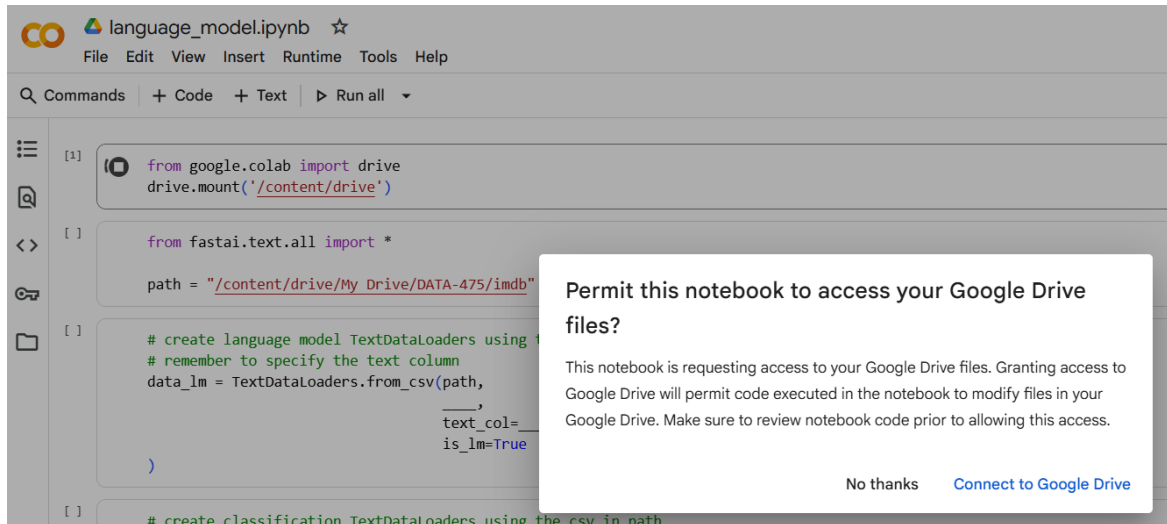 language_model.ipynb
File Edit View Insert Runtime Tools Help
Commands + Code + Text Run all
[1]
from google.colab import drive
drive.mount('/content/drive')
[ ]
from fastai.text.all import *
path = "/content/drive/My Drive/DATA-475/imdb"
[ ]
# create language model TextDataLoaders using
# remember to specify the text column
data_lm = TextDataLoaders.from_csv(path,
____,
text_col=___
is_lm=True
)
[ ]
# create classification TextDataLoaders using the csv in path
Permit this notebook to access your Google Drive
files?
This notebook is requesting access to your Google Drive files. Granting access to
Google Drive will permit code executed in the notebook to modify files in your
Google Drive. Make sure to review notebook code prior to allowing this access.
No thanks Connect to Google Drive